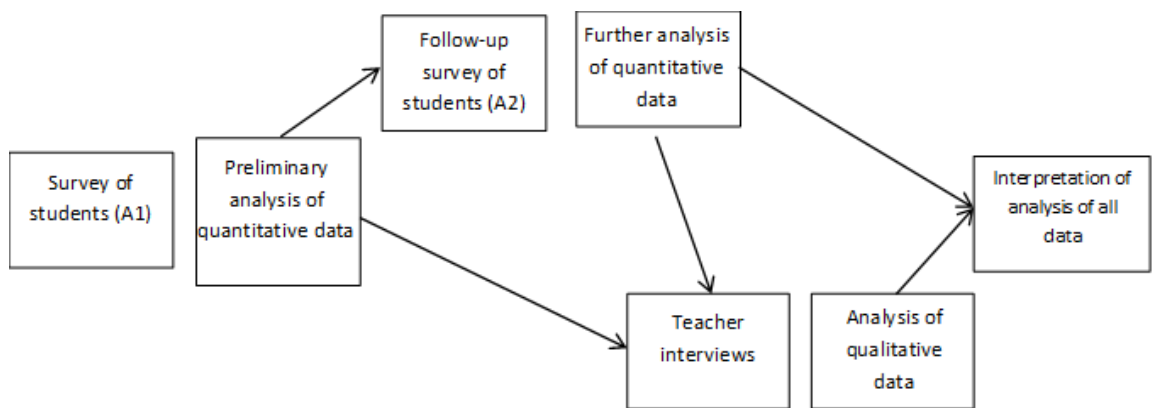 Survey of
students (A1)
Preliminary
analysis of
quantitative data
Follow-up
survey of
students (A2)
Further analysis
of quantitative
data
Teacher
interviews
Analysis of
qualitative
data
Interpretation of
analysis of all
data